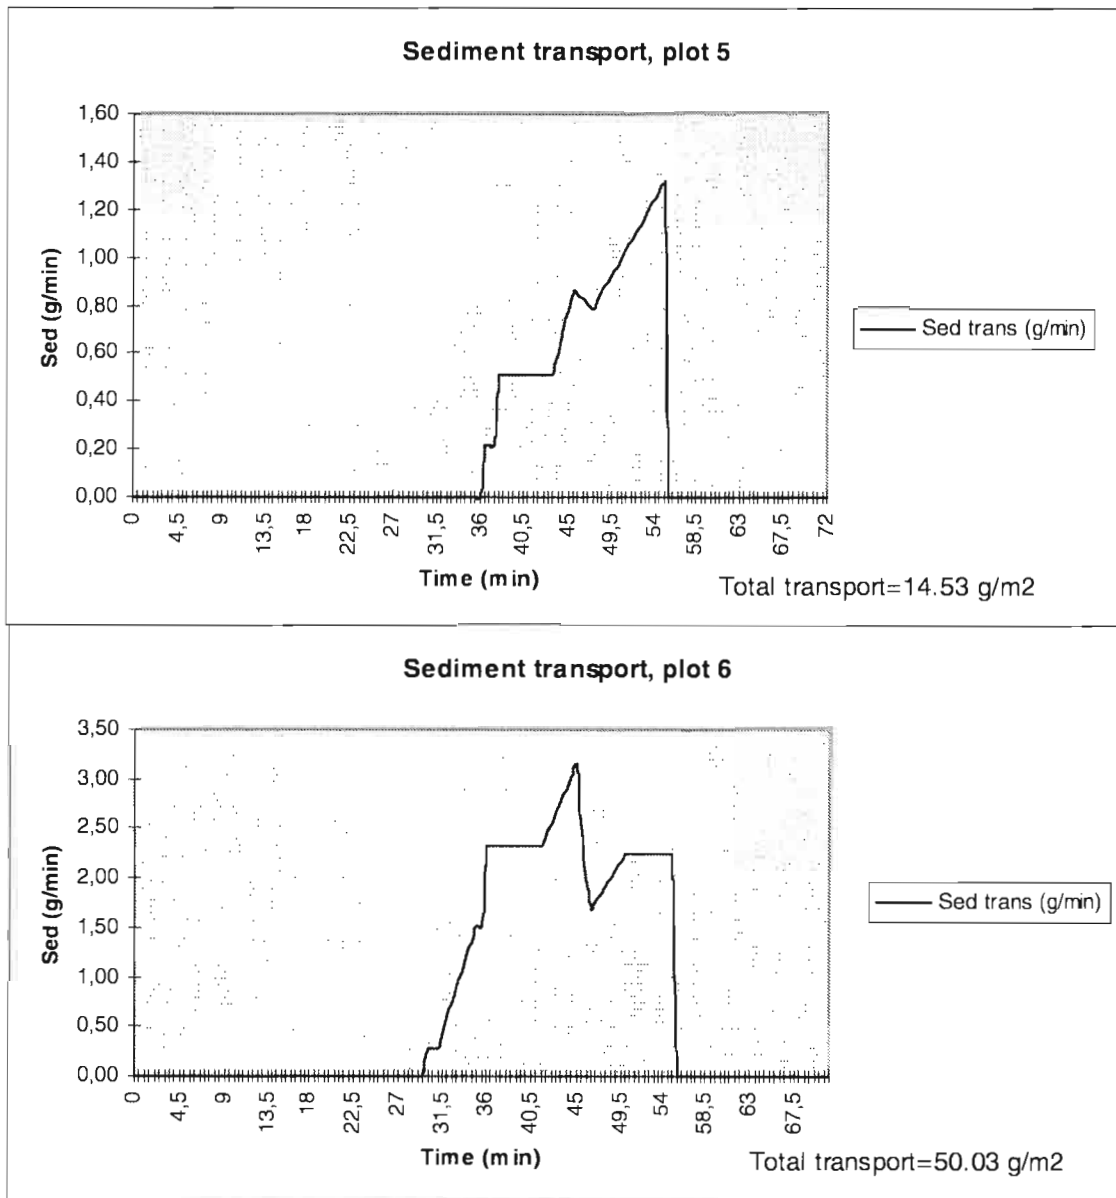 Sediment transport, plot 5
1,60
1,40
1,20
1,00
0,80
0,60
0,40
0,20
0,00
Sed (g/min)
0 4,5 9 13,5 18 22,5 27 31,5 36 40,5 45 49,5 54 58,5 63 67,5 72
Time (min)
Sed trans (g/min)
Total transport=14.53 g/m2
Sediment transport, plot 6
3,50
3,00
2,50
2,00
1,50
1,00
0,50
0,00
Sed (g/min)
0 4,5 9 13,5 18 22,5 27 31,5 36 40,5 45 49,5 54 58,5 63 67,5
Time (min)
Sed trans (g/min)
Total transport=50.03 g/m2